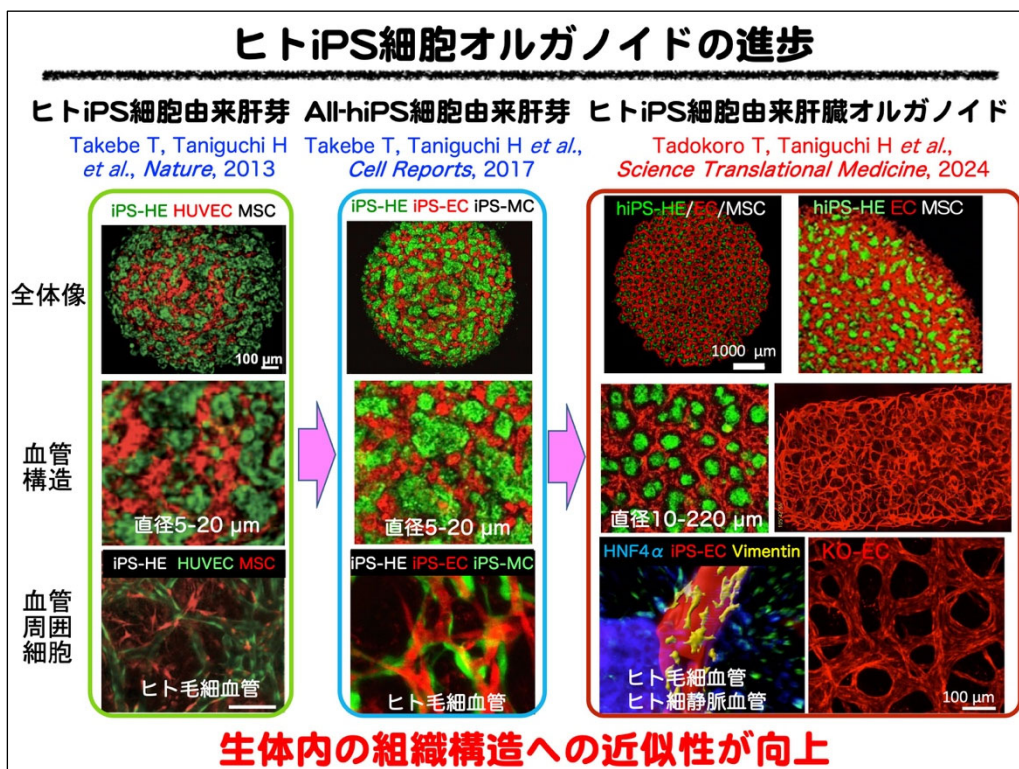 ヒトiPS細胞オルガノイドの進歩
ヒトiPS細胞由来肝芽
Takebe T, Taniguchi H
et al., Nature, 2013
All-hiPS細胞由来肝芽
Takebe T, Taniguchi H et al.,
Cell Reports, 2017
ヒトiPS細胞由来肝臓オルガノイド
Tadokoro T, Taniguchi H et al.,
Science Translational Medicine, 2024
全体像
iPS-HE HUVEC MSC
100 μm
iPS-HE iPS-EC iPS-MC
hiPS-HE/EC/MSC
1000 μm
hiPS-HE EC MSC
血管
構造
直径5-20 μm
直径5-20 μm
直径10-220 μm
血管
周囲
細胞
iPS-HE HUVEC MSC
ヒト毛細血管
iPS-HE iPS-EC iPS-MC
ヒト毛細血管
HNF4α iPS-EC Vimentin
ヒト毛細血管
ヒト細静脈血管
KO-EC
100 μm
生体内の組織構造への近似性が向上